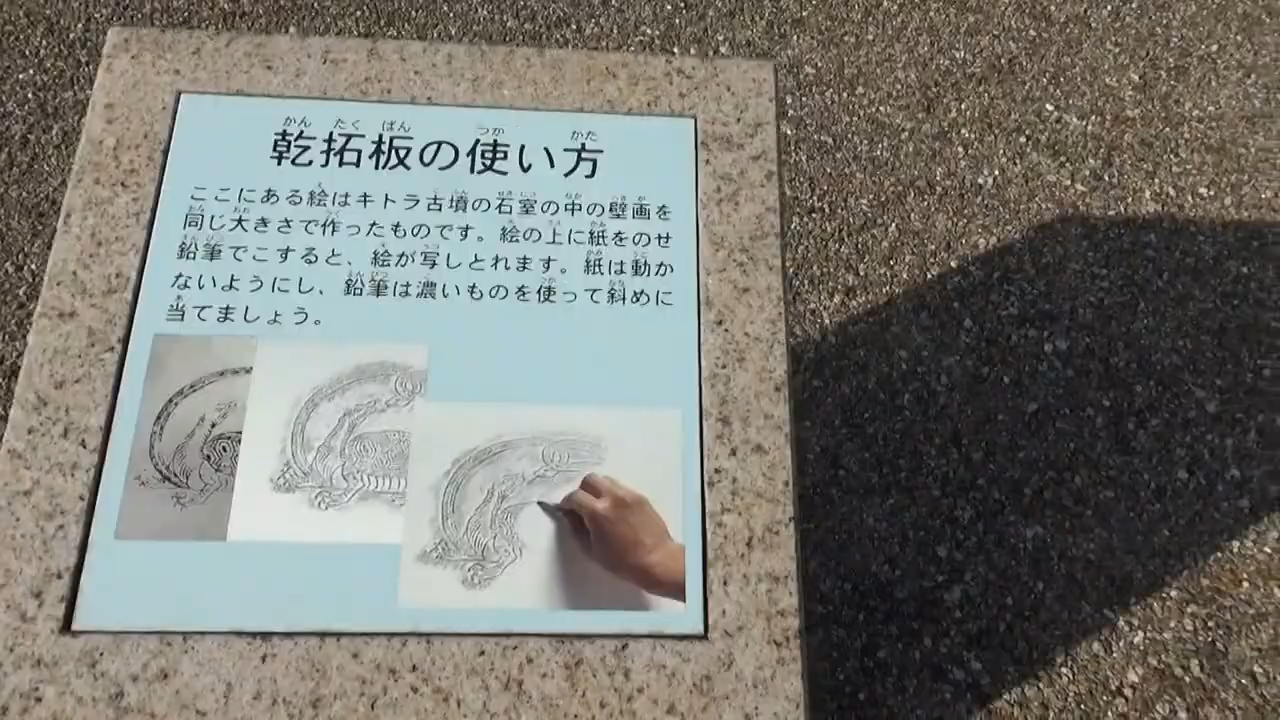 乾拓板の使い方
ここにある絵はキトラ古墳の石室の中の壁画を
同じ大きさで作ったものです。絵の上に紙をのせ
鉛筆でこすると、絵が写しとれます。紙は動か
ないようにし、鉛筆は濃いものを使って斜めに
当てましょう。